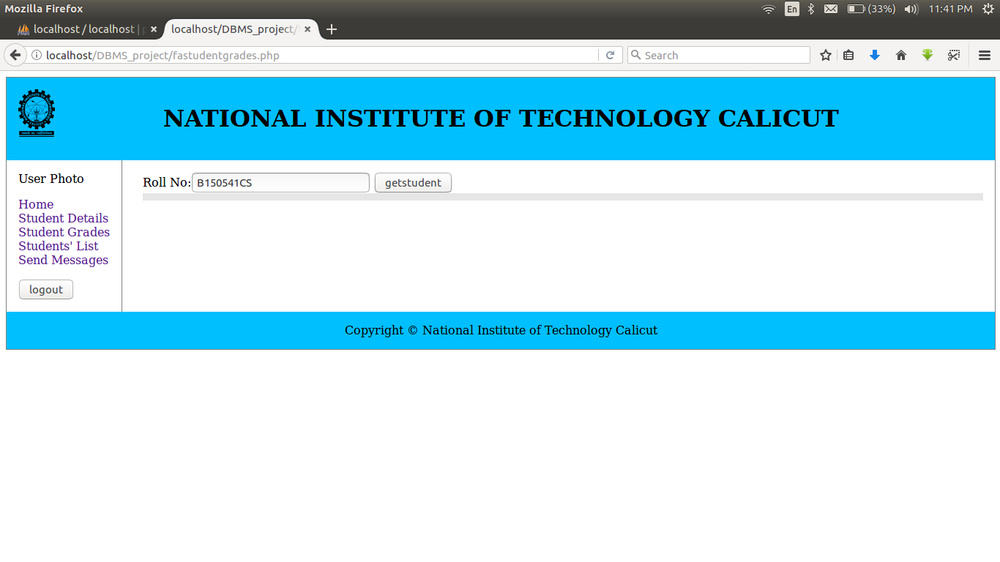 Mozilla Firefox
En
(33%)
11:41 PM
localhost / localhost | p
localhost/DBMS_project/
localhost/DBMS_project/fastudentgrades.php
Search
NATIONAL INSTITUTE OF TECHNOLOGY CALICUT
User Photo
Home
Student Details
Student Grades
Students' List
Send Messages
logout
Roll No:
B150541CS
getstudent
Copyright © National Institute of Technology Calicut